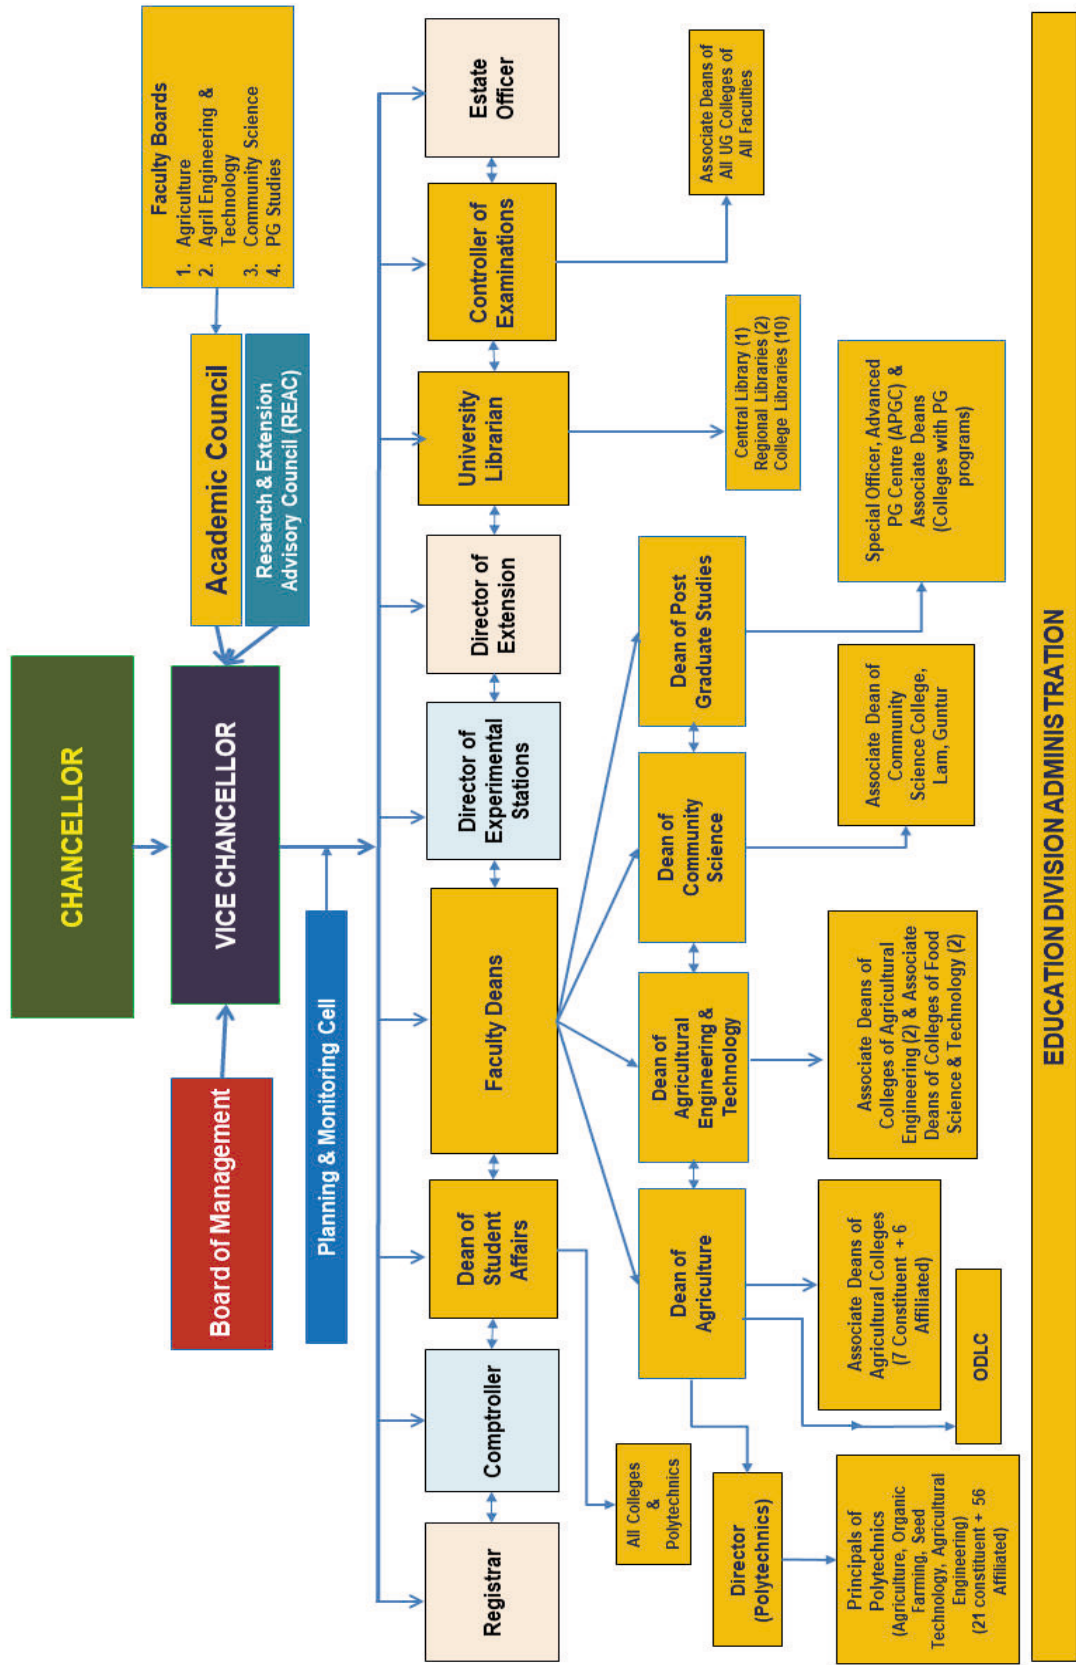 CHANCELLOR
Board of Management
VICE CHANCELLOR
Academic Council
Research & Extension
Advisory Council (REAC)
Faculty Boards
1. Agriculture
2. Agril Engineering &
Technology
3. Community Science
4. PG Studies
Planning & Monitoring Cell
Registrar
Comptroller
Dean of
Student
Affairs
Faculty Deans
Director of
Experimental
Stations
Director of
Extension
University
Librarian
Controller of
Examinations
Estate
Officer
All Colleges
&
Polytechnics
Dean of
Agriculture
Dean of
Agricultural
Engineering &
Technology
Dean of
Community
Science
Dean of Post
Graduate Studies
Central Library (1)
Regional Libraries (2)
College Libraries (10)
Associate Deans of
All UG Colleges of
All Faculties
Director
(Polytechnics)
Principals of
Polytechnics
(Agriculture, Organic
Farming, Seed
Technology, Agricultural
Engineering)
(21 constituent + 56
Affiliated)
ODLC
Associate Deans of
Agricultural Colleges
(7 Constituent + 6
Affiliated)
Associate Deans of
Colleges of Agricultural
Engineering (2) & Associate
Deans of Colleges of Food
Science & Technology (2)
Associate Dean of
Community
Science College,
Lam, Guntur
Special Officer, Advanced
PG Centre (APGC) &
Associate Deans
(Colleges with PG
programs)
EDUCATION DIVISION ADMINISTRATION